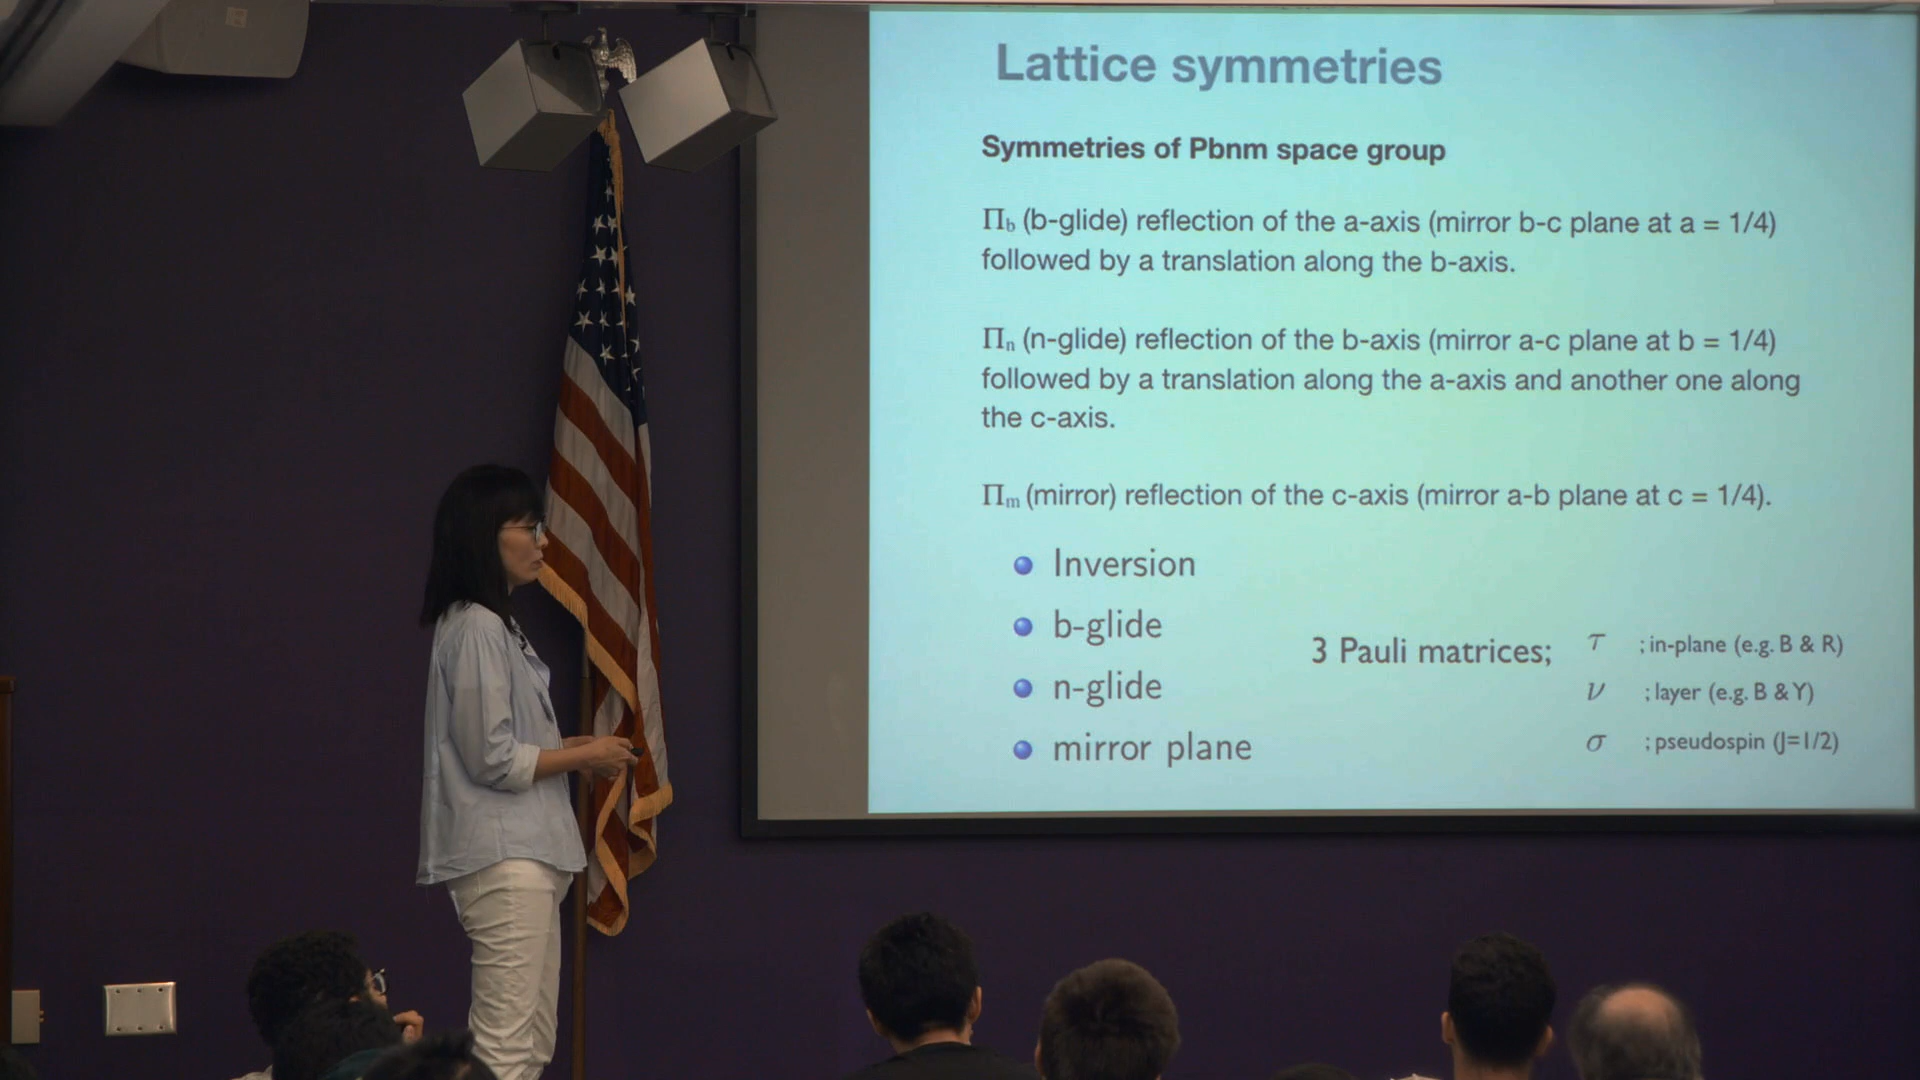 Lattice symmetries
Symmetries of Pbnm space group
Πb (b-glide) reflection of the a-axis (mirror b-c plane at a = 1/4)
followed by a translation along the b-axis.
Πn (n-glide) reflection of the b-axis (mirror a-c plane at b = 1/4)
followed by a translation along the a-axis and another one along
the c-axis.
Πm (mirror) reflection of the c-axis (mirror a-b plane at c = 1/4).
Inversion
b-glide
n-glide
mirror plane
3 Pauli matrices;
τ ; in-plane (e.g. B & R)
ν ; layer (e.g. B & Y)
σ ; pseudospin (J=1/2)